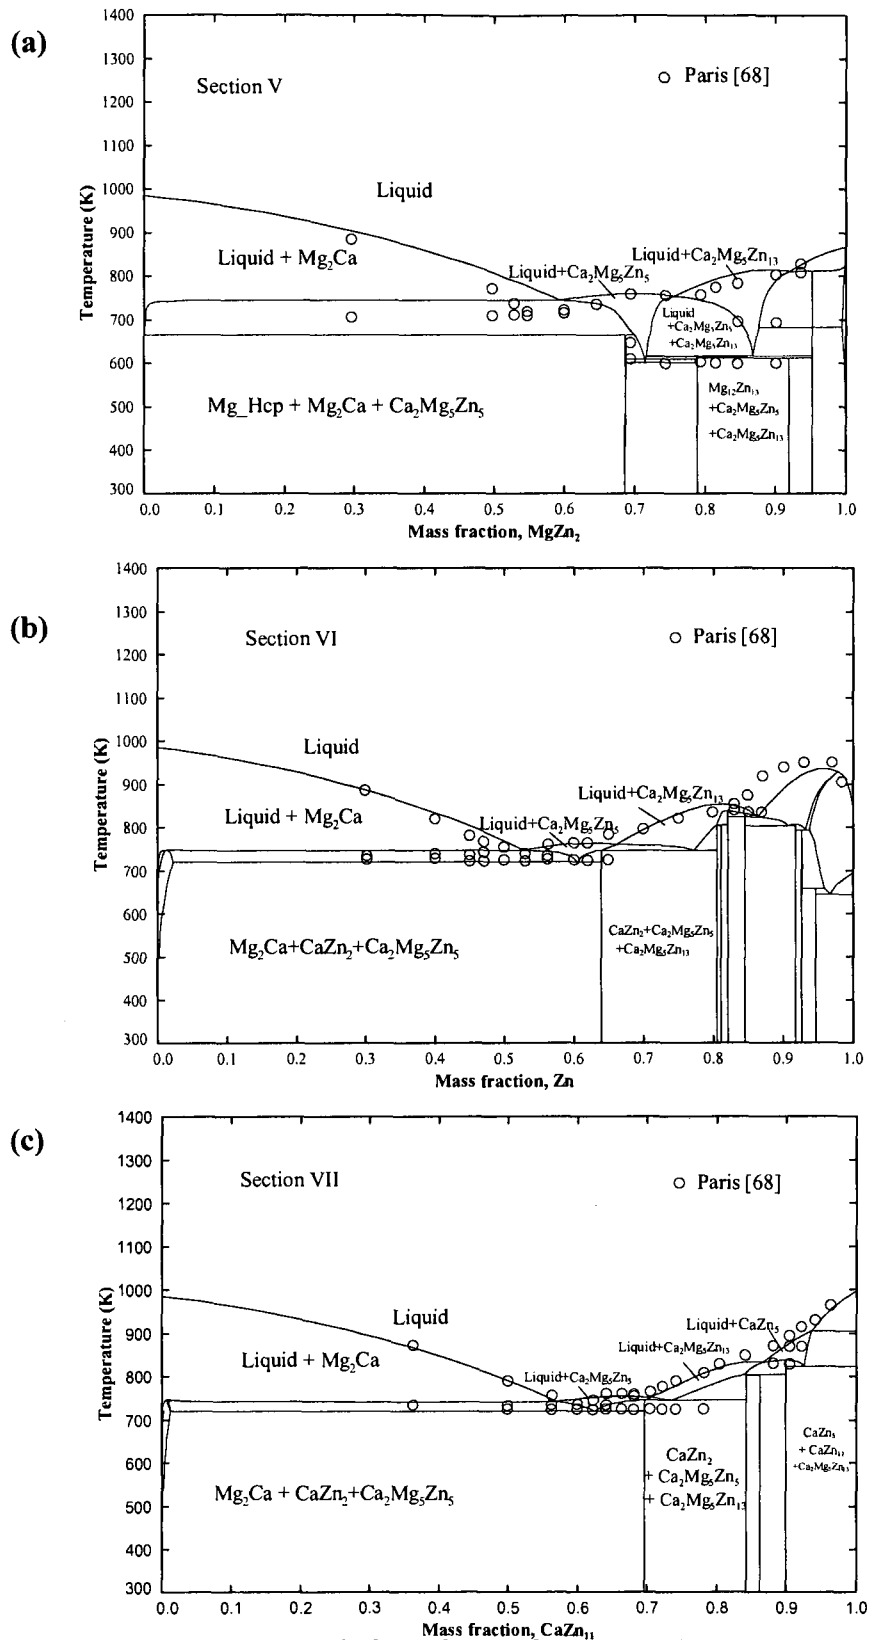 (a)
1400
1300
1200
1100
1000
900
800
700
600
500
400
300
Temperature (K)
Section V
Paris [68]
Liquid
Liquid + Mg₂Ca
Liquid+Ca₂Mg₅Zn₅
Liquid+Ca₂Mg₅Zn₁₃
Liquid
+Ca₂Mg₅Zn₅
+Ca₂Mg₅Zn₁₃
Mg_Hcp + Mg₂Ca + Ca₂Mg₅Zn₅
Mg₁₂Zn₁₃
+Ca₂Mg₅Zn₅
+Ca₂Mg₅Zn₁₃
0.0 0.1 0.2 0.3 0.4 0.5 0.6 0.7 0.8 0.9 1.0
Mass fraction, MgZn₂
(b)
1400
1300
1200
1100
1000
900
800
700
600
500
400
300
Temperature (K)
Section VI
Paris [68]
Liquid
Liquid + Mg₂Ca
Liquid+Ca₂Mg₅Zn₅
Liquid+Ca₂Mg₅Zn₁₃
Mg₂Ca+CaZn₂+Ca₂Mg₅Zn₅
CaZn₂+Ca₂Mg₅Zn₅
+Ca₂Mg₅Zn₁₃
0.0 0.1 0.2 0.3 0.4 0.5 0.6 0.7 0.8 0.9 1.0
Mass fraction, Zn
(c)
1400
1300
1200
1100
1000
900
800
700
600
500
400
300
Temperature (K)
Section VII
Paris [68]
Liquid
Liquid + Mg₂Ca
Liquid+Ca₂Mg₅Zn₅
Liquid+Ca₂Mg₅Zn₁₃
Liquid+CaZn₅
Mg₂Ca + CaZn₂+Ca₂Mg₅Zn₅
CaZn₂
+ Ca₂Mg₅Zn₅
+ Ca₂Mg₅Zn₁₃
CaZn₅
+ CaZn₁₁
+Ca₂Mg₅Zn₁₃
0.0 0.1 0.2 0.3 0.4 0.5 0.6 0.7 0.8 0.9 1.0
Mass fraction, CaZn₁₁